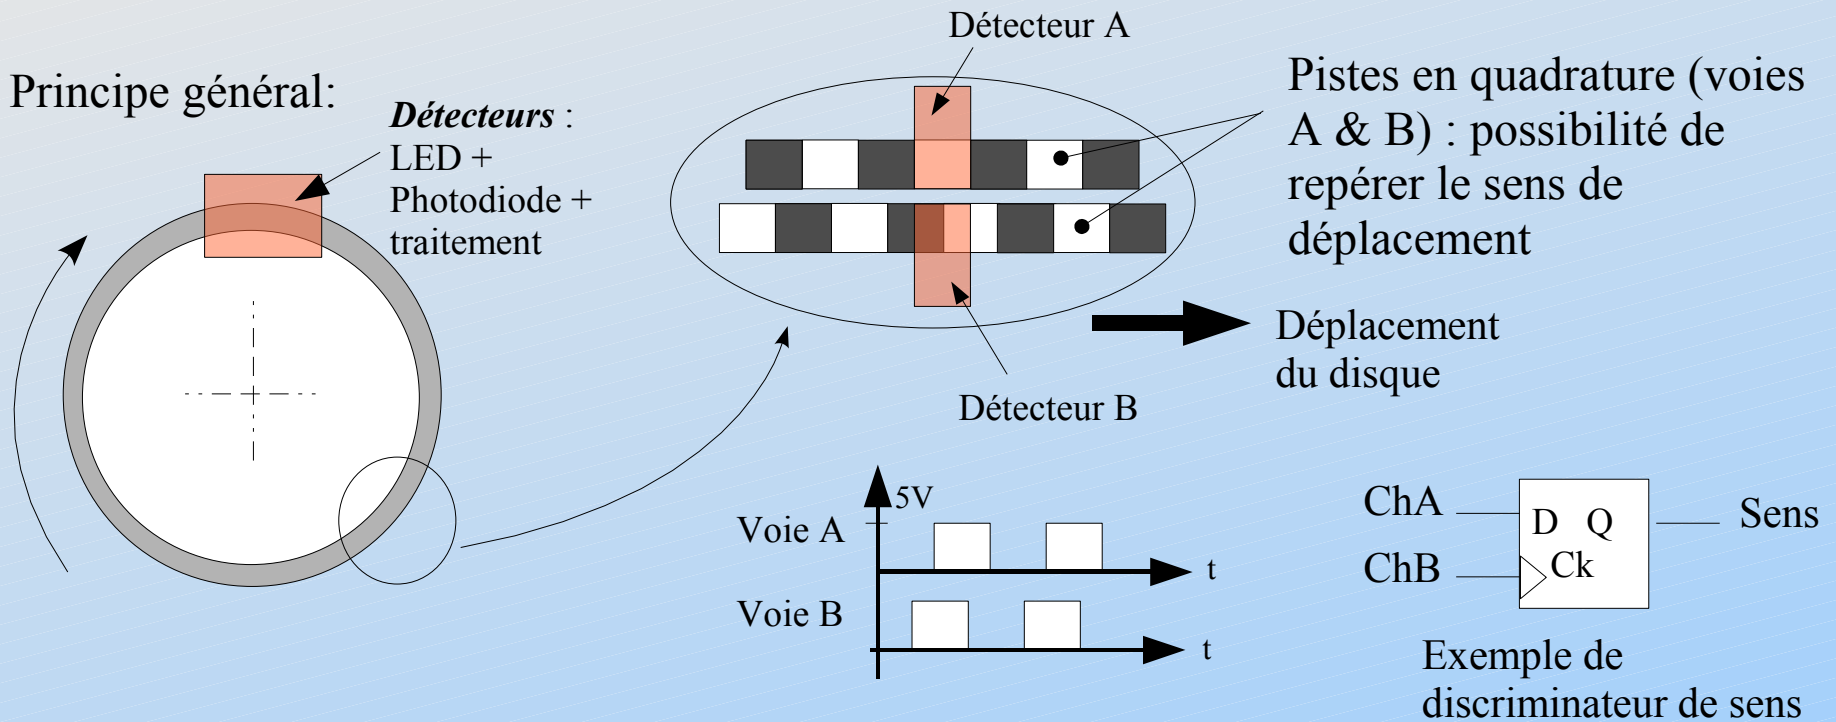 Principe général:
Détecteurs :
LED +
Photodiode +
traitement
Détecteur A
Pistes en quadrature (voies
A & B) : possibilité de
repérer le sens de
déplacement
Déplacement
du disque
Détecteur B
5V
Voie A
t
Voie B
t
ChA
D Q
Sens
ChB
Ck
Exemple de
discriminateur de sens